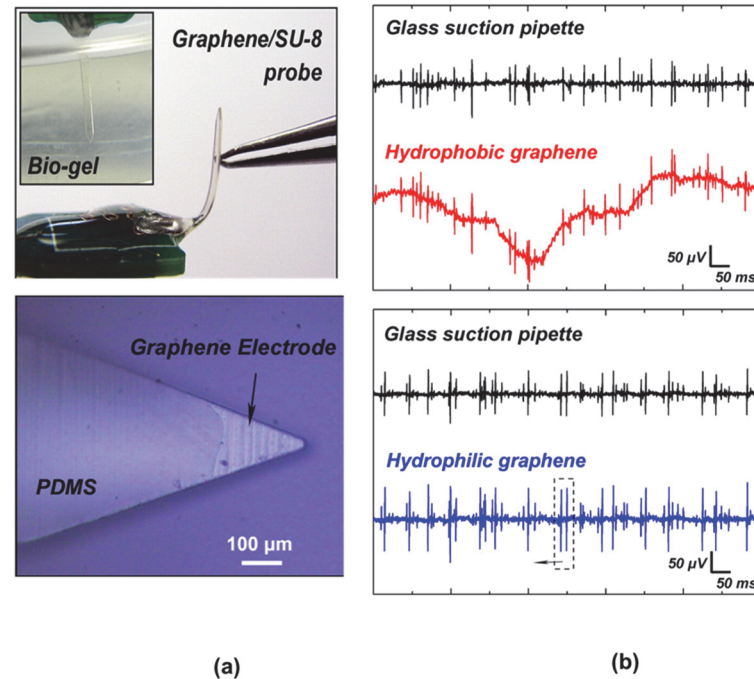 Graphene/SU-8
probe
Bio-gel
Graphene Electrode
PDMS
100 µm
(a)
Glass suction pipette
Hydrophobic graphene
50 µV
50 ms
Glass suction pipette
Hydrophilic graphene
50 µV
50 ms
(b)